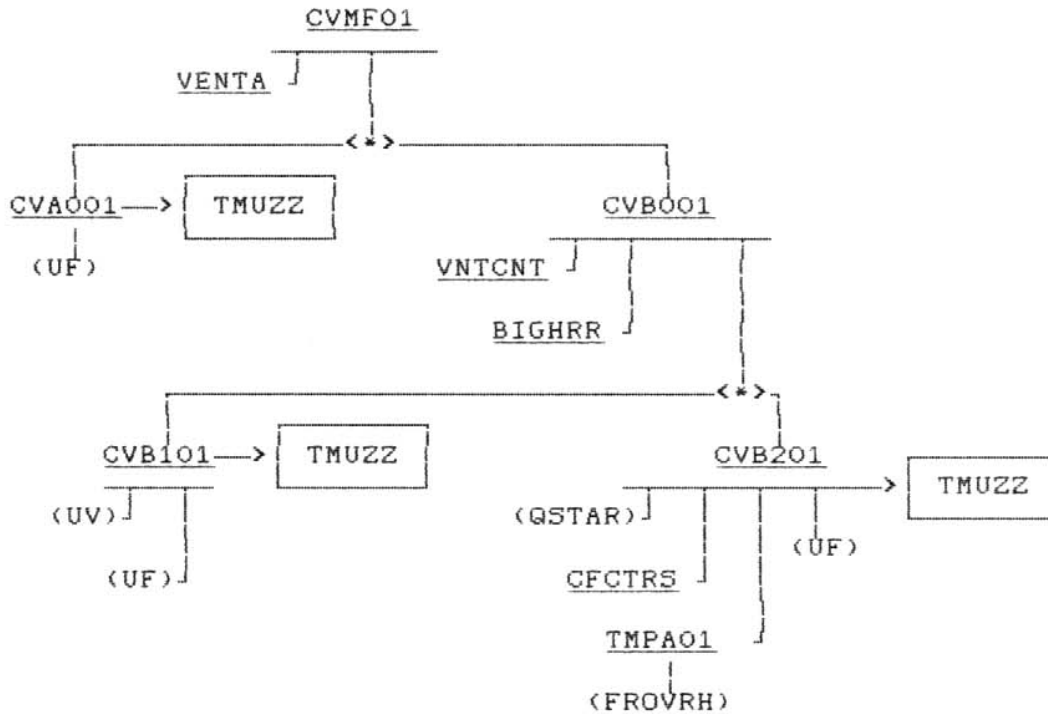 CVMF01
VENTA
<*>
CVA001 —> TMUZZ
CVB001
(UF)
VNTCNT
BIGHRR
<*>
CVB101 —> TMUZZ
CVB201
> TMUZZ
(UV)
(QSTAR)
(UF)
(UF)
CFCTRS
TMPA01
(FROVRH)